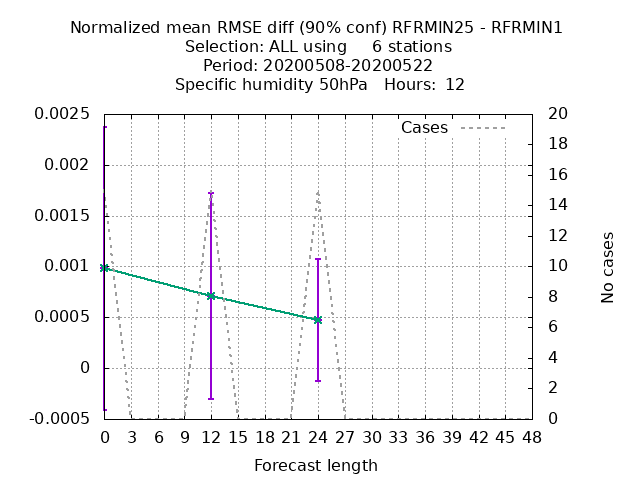 Normalized mean RMSE diff (90% conf) RFRMIN25 - RFRMIN1
Selection: ALL using     6 stations
Period: 20200508-20200522
Specific humidity 50hPa   Hours:  12
Cases
0.0025
0.002
0.0015
0.001
0.0005
0
-0.0005
20
18
16
14
12
10
8
6
4
2
0
No cases
0 3 6 9 12 15 18 21 24 27 30 33 36 39 42 45 48
Forecast length